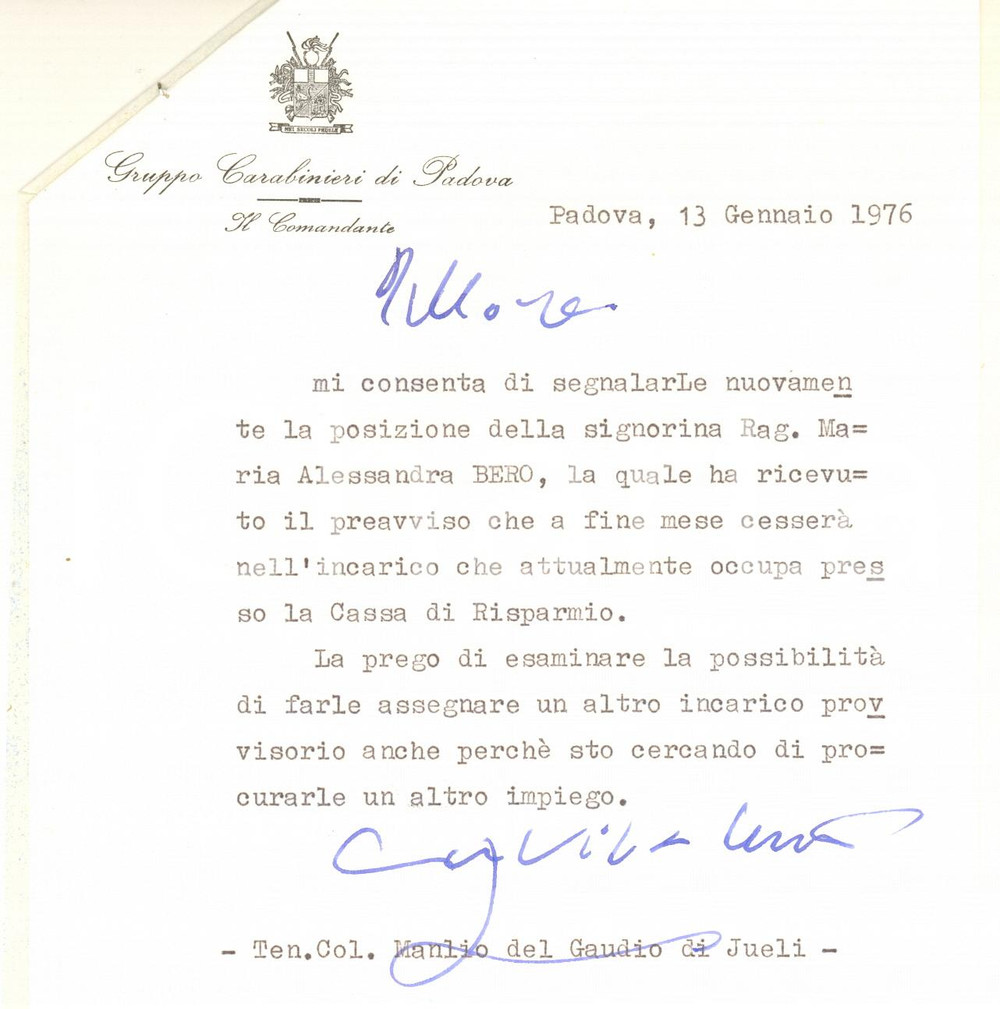 NEI SECOLI FEDELE
Gruppo Carabinieri di Padova
Il Comandante
Padova, 13 Gennaio 1976
mi consenta di segnalarLe nuovamen
te la posizione della signorina Rag. Ma=
ria Alessandra BERO, la quale ha ricevu=
to il preavviso che a fine mese cesserà
nell'incarico che attualmente occupa pres
so la Cassa di Risparmio.
La prego di esaminare la possibilità
di farle assegnare un altro incarico prov
visorio anche perchè sto cercando di pro=
curarle un altro impiego.
- Ten.Col. Manlio del Gaudio di Jueli -